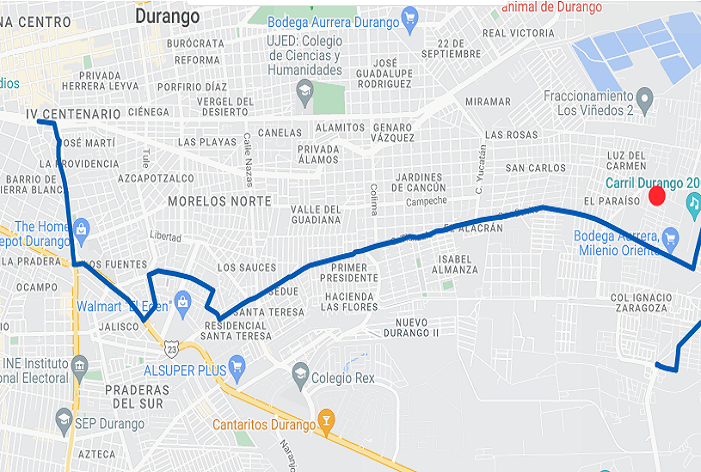 NA CENTRO
Durango
Bodega Aurrera Durango
animal de Durango
REAL VICTORIA
BURÓCRATA
REFORMA
UJED: Colegio
de Ciencias y
Humanidades
22 DE
SEPTIEMBRE
JOSÉ
GUADALUPE
RODRIGUEZ
PRIVADA
HERRERA LEYVA
PORFIRIO DÍAZ
dios
VERGEL DEL
DESIERTO
MIRAMAR
Fraccionamiento
Los Viñedos 2
IV CENTENARIO
CIÉNEGA
CANELAS
ALAMITOS
GENARO
VÁZQUEZ
LAS ROSAS
JOSÉ MARTÍ
LAS PLAYAS
Calle Nazas
PRIVADA
ÁLAMOS
C. Yucatán
LUZ DEL
CARMEN
LA PROVIDENCIA
Tule
SAN CARLOS
BARRIO DE
IERRA BLANCA
AZCAPOTZALCO
JARDINES
DE CANCÚN
Carril Durango 20
MORELOS NORTE
Colima
Campeche
EL PARAÍSO
VALLE DEL
GUADIANA
The Home
epot Durango
Libertad
EL ALACRÁN
Bodega Aurrera,
Milenio Oriente
LA PRADERA
LOS FUENTES
LOS SAUCES
PRIMER
PRESIDENTE
ISABEL
ALMANZA
OCAMPO
SEDUE
Walmart "El Eden"
SANTA TERESA
HACIENDA
LAS FLORES
COL IGNACIO
ZARAGOZA
JALISCO
RESIDENCIAL
SANTA TERESA
NUEVO
DURANGO II
23
INE Instituto
onal Electoral
ALSUPER PLUS
Colegio Rex
PRADERAS
DEL SUR
SEP Durango
Cantaritos Durango
AZTECA
Naranjo